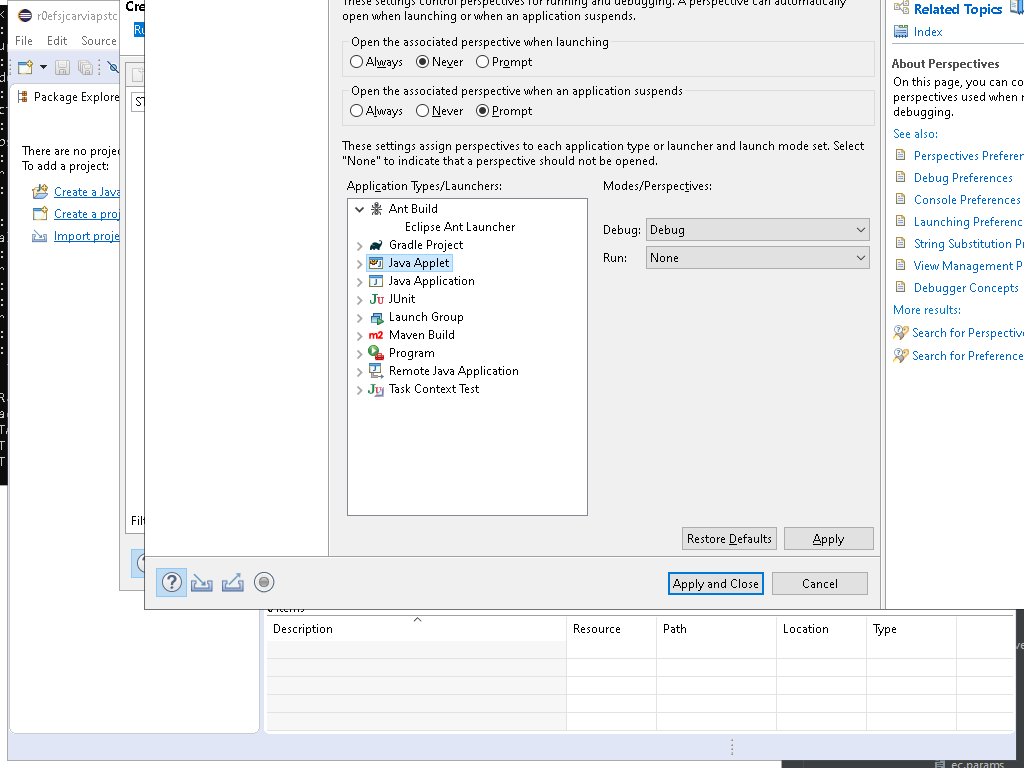 r0efsjcarviapstc
File Edit Source
Package Explore
There are no projec
To add a project:
Create a Java
Create a proj
Import proje
Cre
Ru
ST
Filt
These settings control perspectives for running and debugging. A perspective can automatically
open when launching or when an application suspends.
Open the associated perspective when launching
Always Never Prompt
Open the associated perspective when an application suspends
Always Never Prompt
These settings assign perspectives to each application type or launcher and launch mode set. Select
"None" to indicate that a perspective should not be opened.
Application Types/Launchers:
Modes/Perspectives:
Ant Build
Eclipse Ant Launcher
Gradle Project
Java Applet
Java Application
JUnit
Launch Group
Maven Build
Program
Remote Java Application
Task Context Test
Debug: Debug
Run: None
Restore Defaults Apply
Apply and Close Cancel
Related Topics
Index
About Perspectives
On this page, you can co
perspectives used when r
debugging.
See also:
Perspectives Preferen
Debug Preferences
Console Preferences
Launching Preferenc
String Substitution Pr
View Management P
Debugger Concepts
More results:
Search for Perspective
Search for Preference
0 items
Description Resource Path Location Type
ec.params